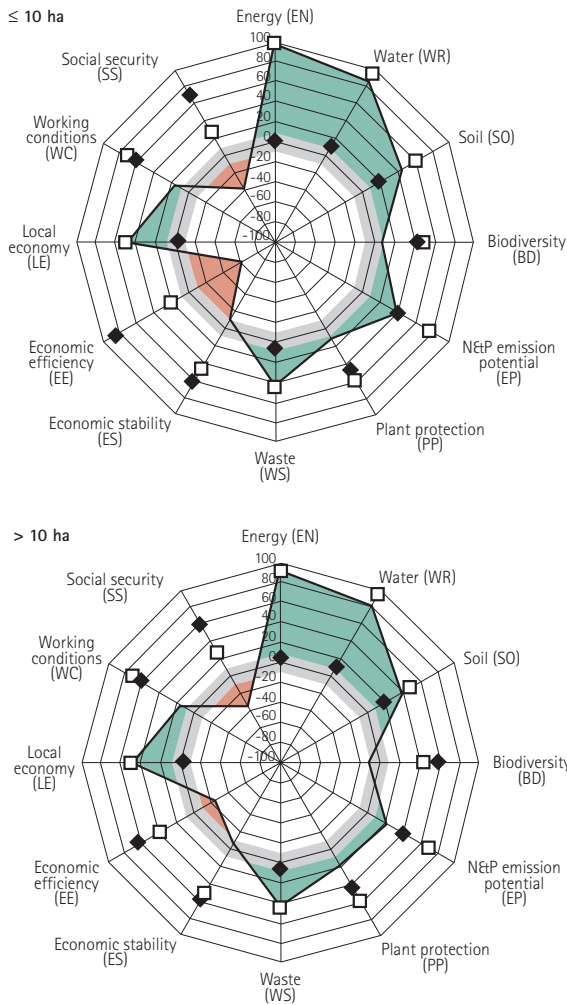 ≤ 10 ha
Energy (EN)
Water (WR)
Soil (SO)
Biodiversity
(BD)
N&P emission
potential
(EP)
Plant protection
(PP)
Waste
(WS)
Economic stability
(ES)
Economic
efficiency
(EE)
Local
economy
(LE)
Working
conditions
(WC)
Social security
(SS)
100
80
60
40
20
0
-20
-40
-60
-80
-100
> 10 ha
Energy (EN)
Water (WR)
Soil (SO)
Biodiversity
(BD)
N&P emission
potential
(EP)
Plant protection
(PP)
Waste
(WS)
Economic stability
(ES)
Economic
efficiency
(EE)
Local
economy
(LE)
Working
conditions
(WC)
Social security
(SS)
100
80
60
40
20
0
-20
-40
-60
-80
-100